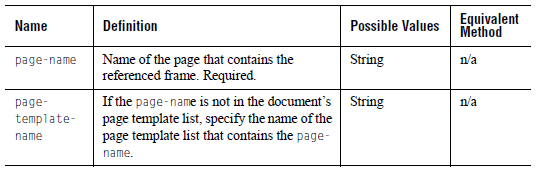 Name Definition Possible Values Equivalent
Method
page-name Name of the page that contains the String n/a
referenced frame. Required.
page- If the page-name is not in the document's String n/a
template- page template list, specify the name of the
name page template list that contains the page-
name.